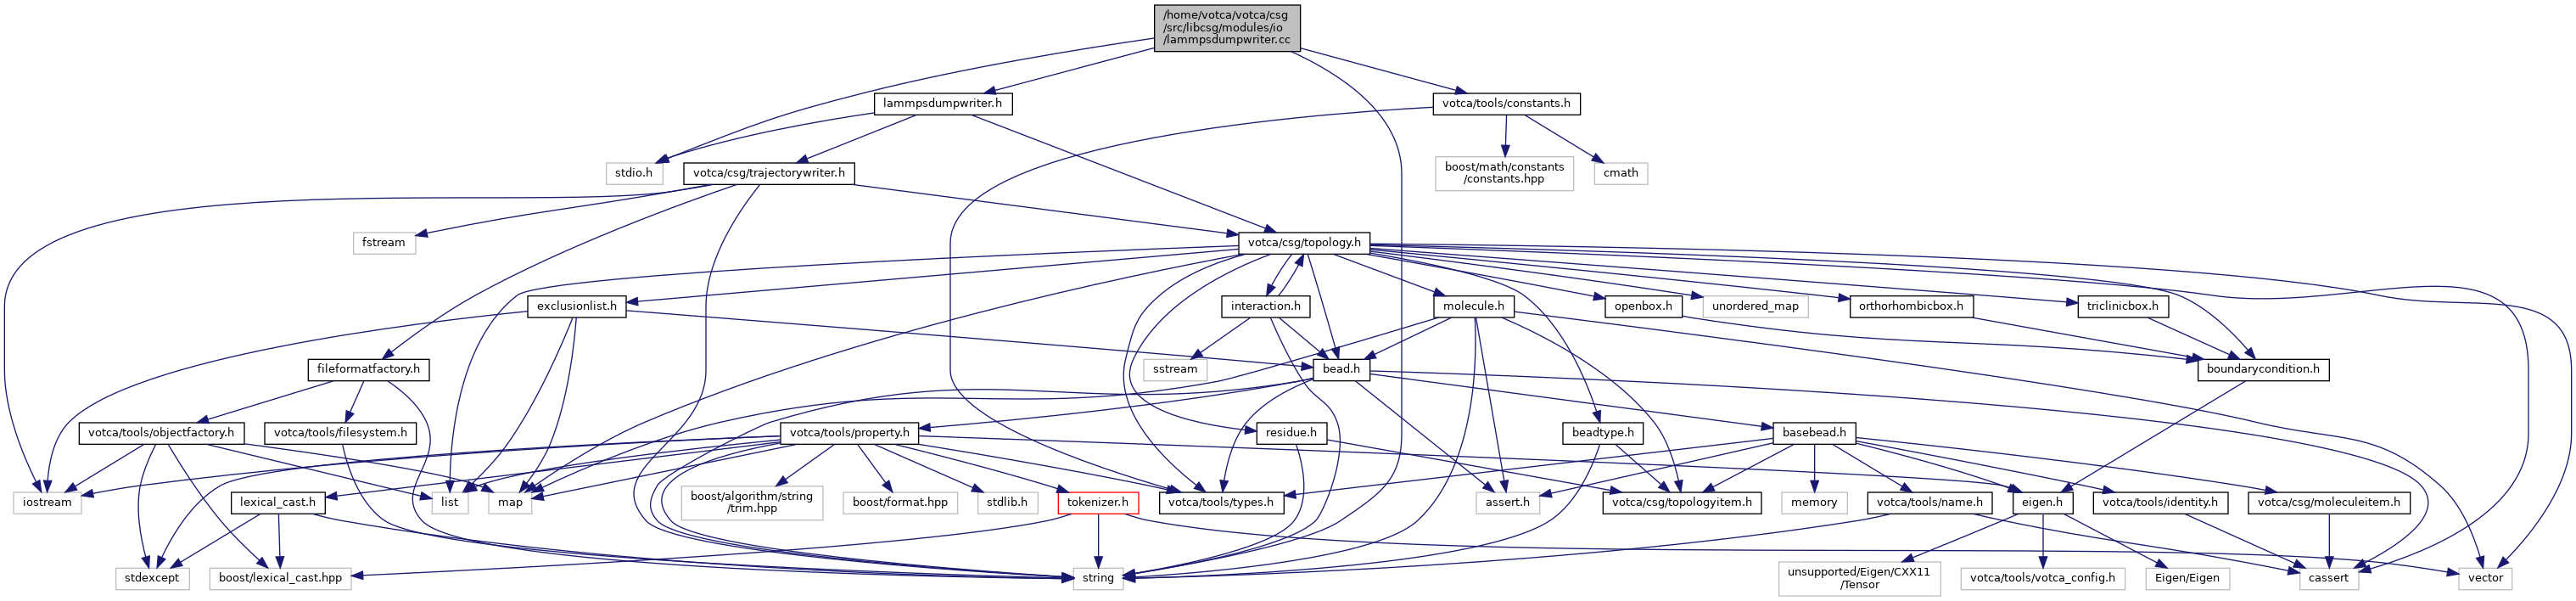 /home/votca/votca/csg
/src/libcsg/modules/io
/lammpsdumpwriter.cc
lammpsdumpwriter.h
votca/tools/constants.h
stdio.h
votca/csg/trajectorywriter.h
boost/math/constants
/constants.hpp
cmath
fstream
votca/csg/topology.h
exclusionlist.h
interaction.h
molecule.h
openbox.h
unordered_map
orthorhombicbox.h
triclinicbox.h
fileformatfactory.h
sstream
bead.h
boundarycondition.h
votca/tools/objectfactory.h
votca/tools/filesystem.h
votca/tools/property.h
residue.h
beadtype.h
basebead.h
iostream
lexical_cast.h
list
map
boost/algorithm/string
/trim.hpp
boost/format.hpp
stdlib.h
tokenizer.h
votca/tools/types.h
assert.h
votca/csg/topologyitem.h
memory
votca/tools/name.h
eigen.h
votca/tools/identity.h
votca/csg/moleculeitem.h
stdexcept
boost/lexical_cast.hpp
string
unsupported/Eigen/CXX11
/Tensor
votca/tools/votca_config.h
Eigen/Eigen
cassert
vector